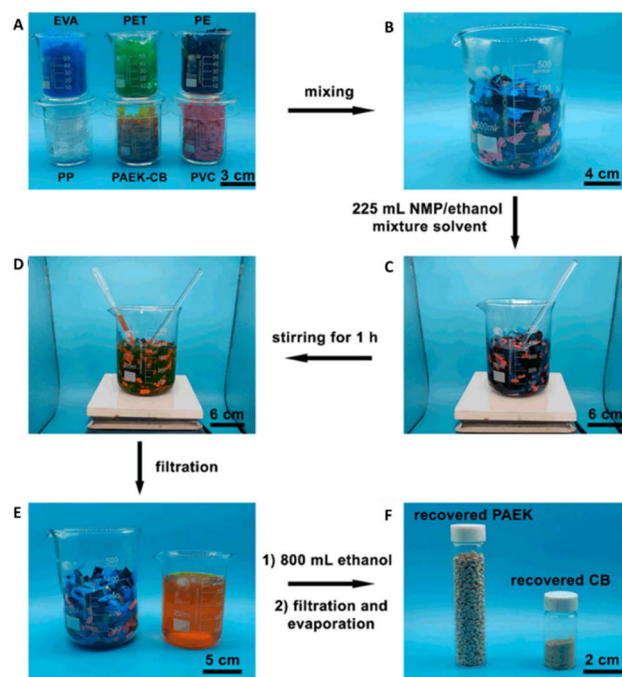 A
EVA
PET
PE
PP
PAEK-CB
PVC
3 cm
mixing
B
4 cm
225 mL NMP/ethanol
mixture solvent
D
6 cm
stirring for 1 h
C
6 cm
filtration
E
5 cm
1) 800 mL ethanol
2) filtration and
evaporation
F
recovered PAEK
recovered CB
2 cm